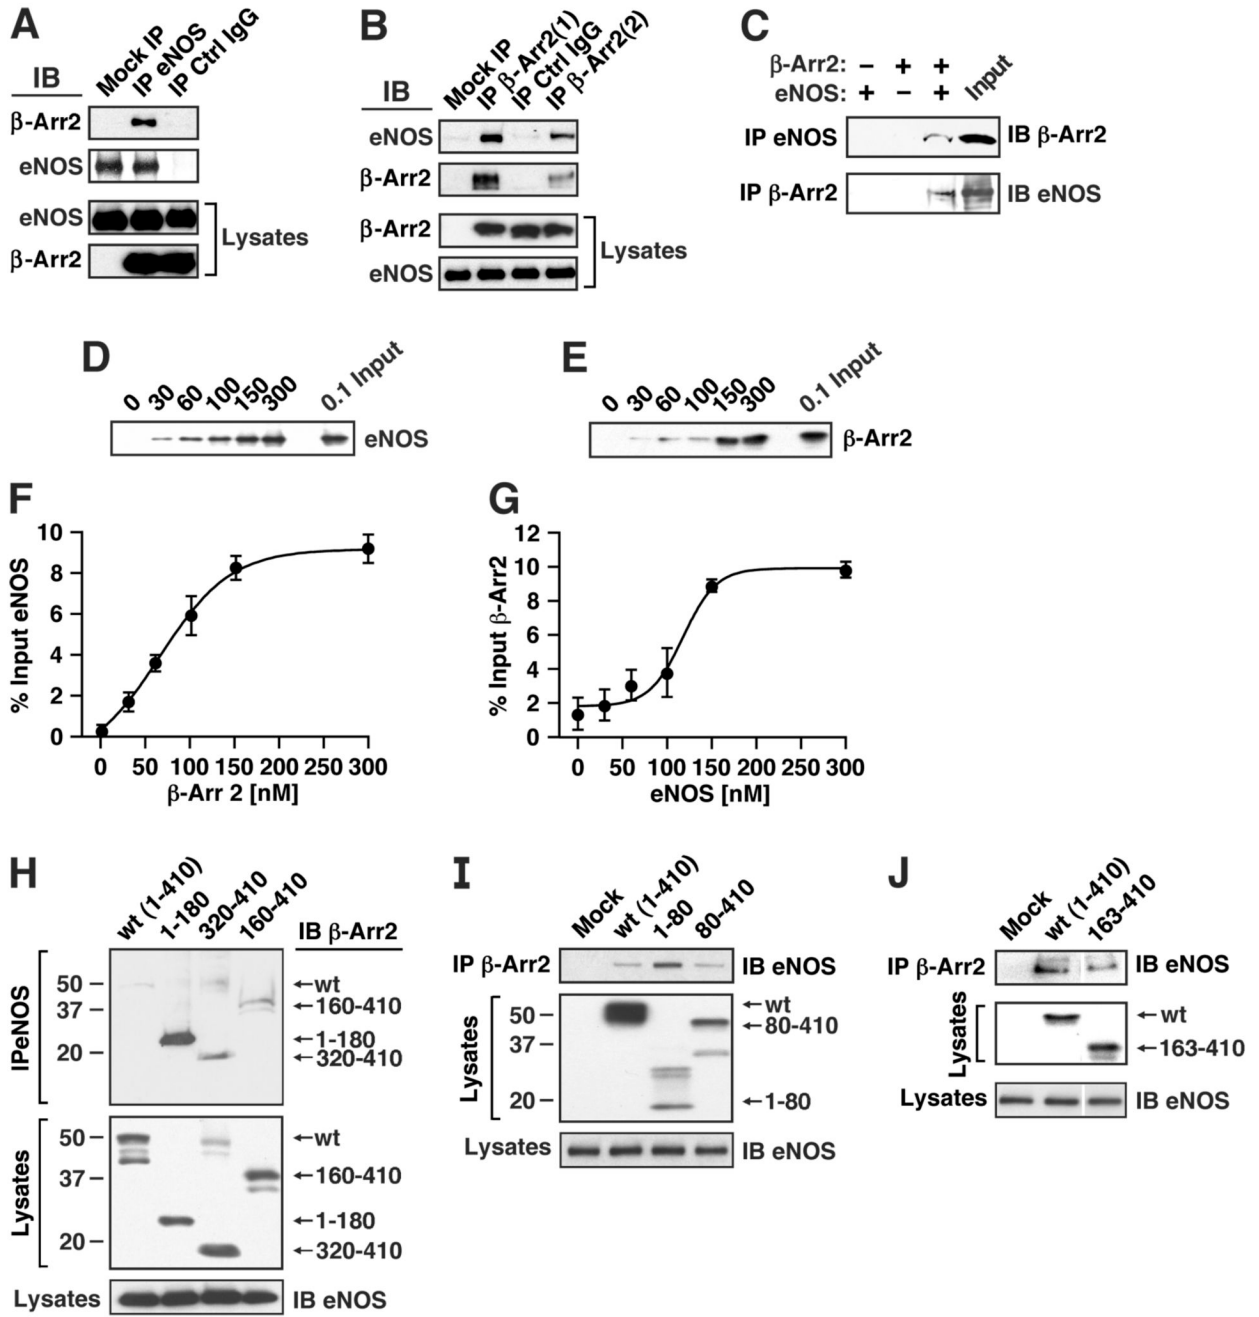 A
Mock IP
IP eNOS
IP Ctrl IgG
IB
β-Arr2
eNOS
eNOS
β-Arr2
Lysates
B
Mock IP
IP β-Arr2(1)
IP Ctrl IgG
IP β-Arr2(2)
IB
eNOS
β-Arr2
β-Arr2
eNOS
Lysates
C
β-Arr2: – + +
eNOS: + – +
Input
IP eNOS
IB β-Arr2
IP β-Arr2
IB eNOS
D
0 30 60 100 150 300 0.1 Input
eNOS
E
0 30 60 100 150 300 0.1 Input
β-Arr2
F
% Input eNOS
10
8
6
4
2
0
0 50 100 150 200 250 300
β-Arr 2 [nM]
G
% Input β-Arr2
12
10
8
6
4
2
0
0 50 100 150 200 250 300
eNOS [nM]
H
wt (1-410)
1-180
320-410
160-410
IB β-Arr2
IPeNOS
50
37
20
←wt
←160-410
←1-180
←320-410
Lysates
50
37
20
←wt
←160-410
←1-180
←320-410
Lysates
IB eNOS
I
Mock
wt (1-410)
1-80
80-410
IP β-Arr2
IB eNOS
Lysates
50
37
20
←wt
←80-410
←1-80
Lysates
IB eNOS
J
Mock
wt (1-410)
163-410
IP β-Arr2
IB eNOS
Lysates
←wt
←163-410
Lysates
IB eNOS